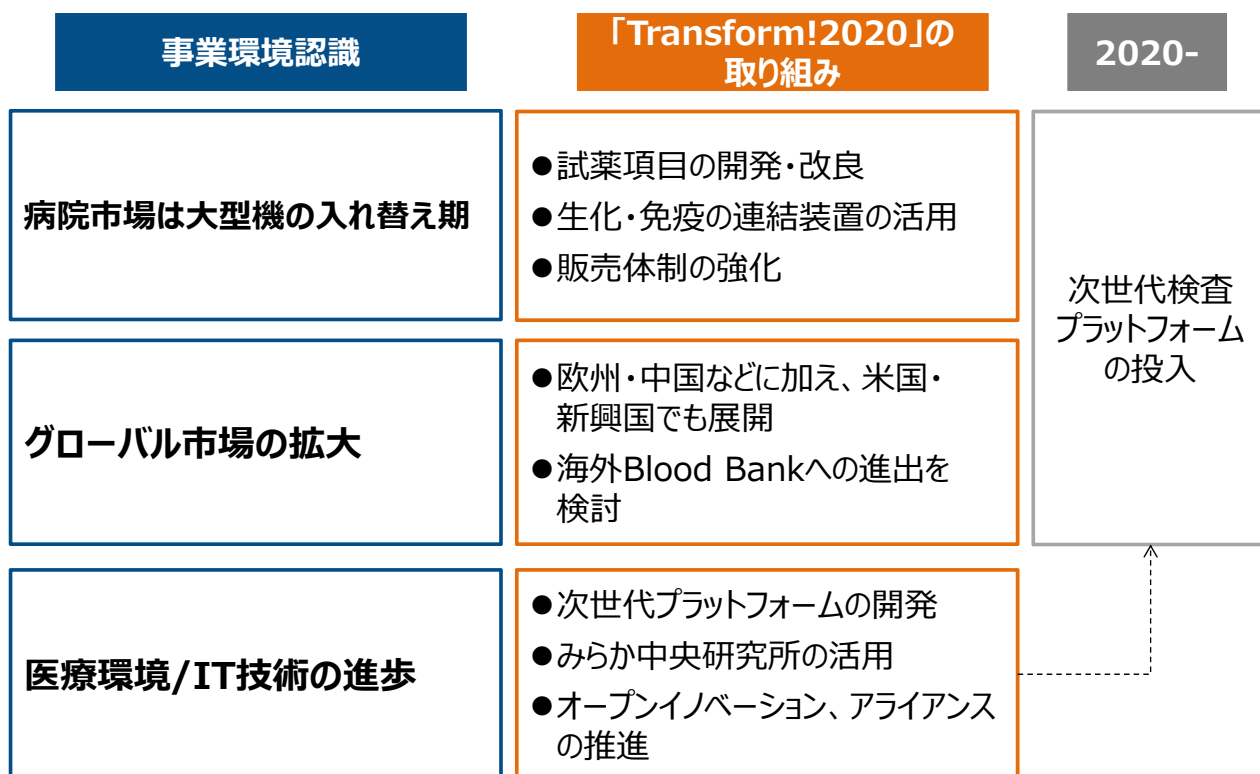 事業環境認識
「Transform!2020」の
取り組み
2020-
病院市場は大型機の入れ替え期
●試薬項目の開発・改良
●生化・免疫の連結装置の活用
●販売体制の強化
グローバル市場の拡大
●欧州・中国などに加え、米国・
新興国でも展開
●海外Blood Bankへの進出を
検討
次世代検査
プラットフォーム
の投入
医療環境/IT技術の進歩
●次世代プラットフォームの開発
●みらか中央研究所の活用
●オープンイノベーション、アライアンス
の推進